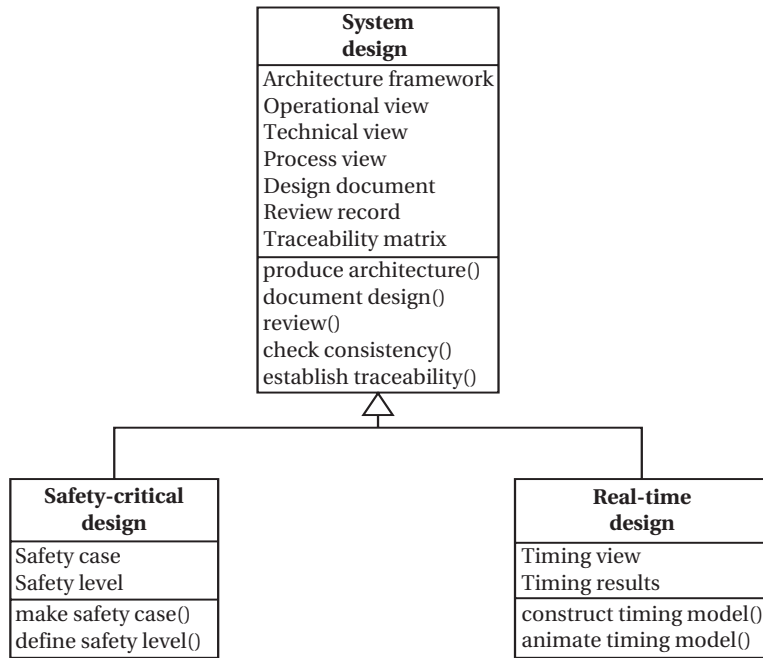 System
design
Architecture framework
Operational view
Technical view
Process view
Design document
Review record
Traceability matrix
produce architecture()
document design()
review()
check consistency()
establish traceability()
Safety-critical
design
Safety case
Safety level
make safety case()
define safety level()
Real-time
design
Timing view
Timing results
construct timing model()
animate timing model()